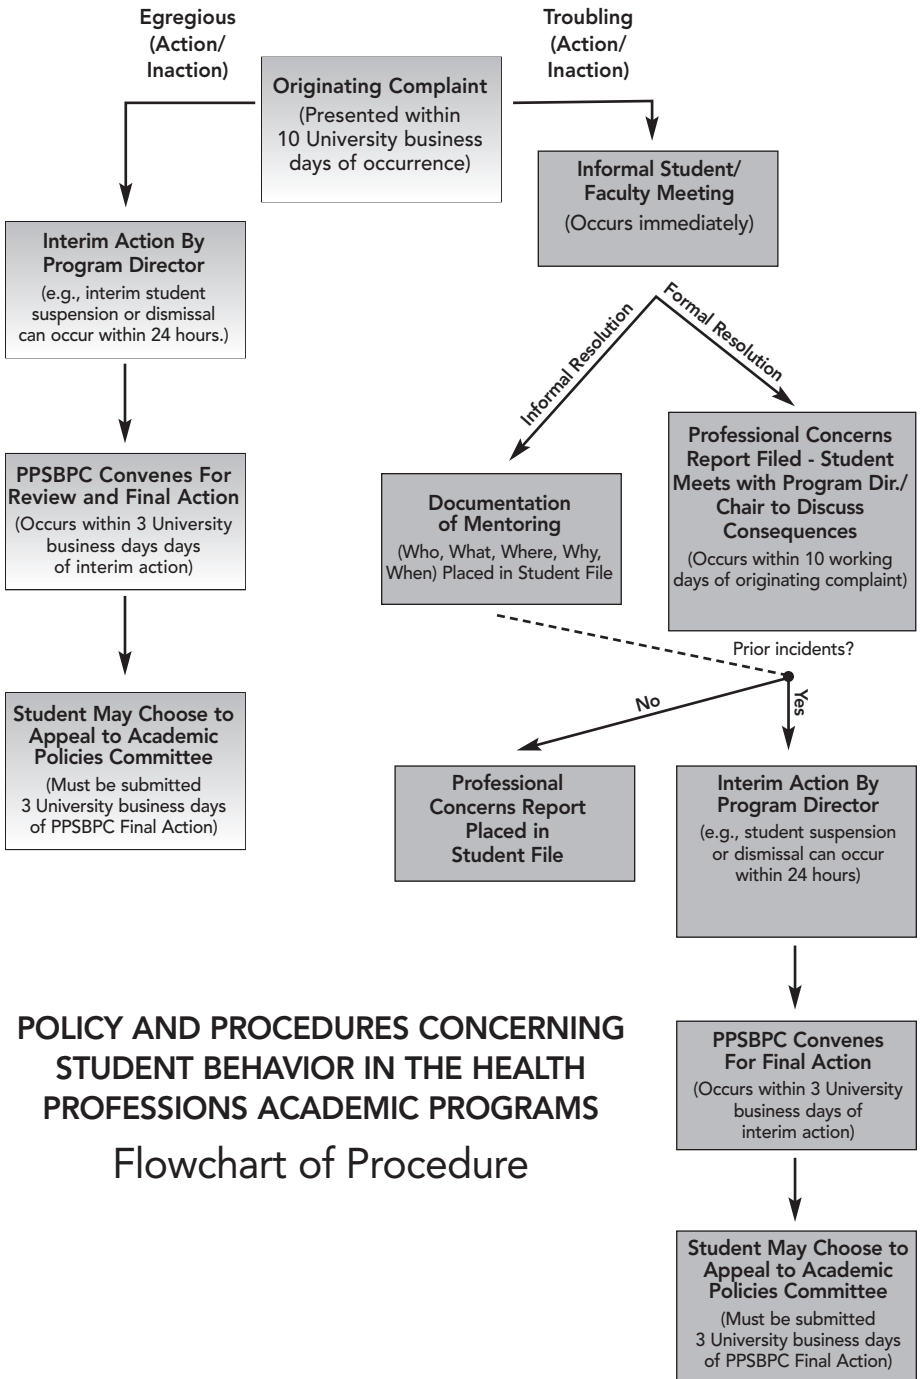 Egregious
(Action/
Inaction)
Troubling
(Action/
Inaction)
Originating Complaint
(Presented within
10 University business
days of occurrence)
Informal Student/
Faculty Meeting
(Occurs immediately)
Interim Action By
Program Director
(e.g., interim student
suspension or dismissal
can occur within 24 hours.)
Informal Resolution
Formal Resolution
PPSBPC Convenes For
Review and Final Action
(Occurs within 3 University
business days days
of interim action)
Documentation
of Mentoring
(Who, What, Where, Why,
When) Placed in Student File
Professional Concerns
Report Filed - Student
Meets with Program Dir./
Chair to Discuss
Consequences
(Occurs within 10 working
days of originating complaint)
Prior incidents?
No
Yes
Student May Choose to
Appeal to Academic
Policies Committee
(Must be submitted
3 University business days
of PPSBPC Final Action)
Professional
Concerns Report
Placed in
Student File
Interim Action By
Program Director
(e.g., student suspension
or dismissal can occur
within 24 hours)
PPSBPC Convenes
For Final Action
(Occurs within 3 University
business days of
interim action)
Student May Choose to
Appeal to Academic
Policies Committee
(Must be submitted
3 University business days
of PPSBPC Final Action)
POLICY AND PROCEDURES CONCERNING
STUDENT BEHAVIOR IN THE HEALTH
PROFESSIONS ACADEMIC PROGRAMS
Flowchart of Procedure